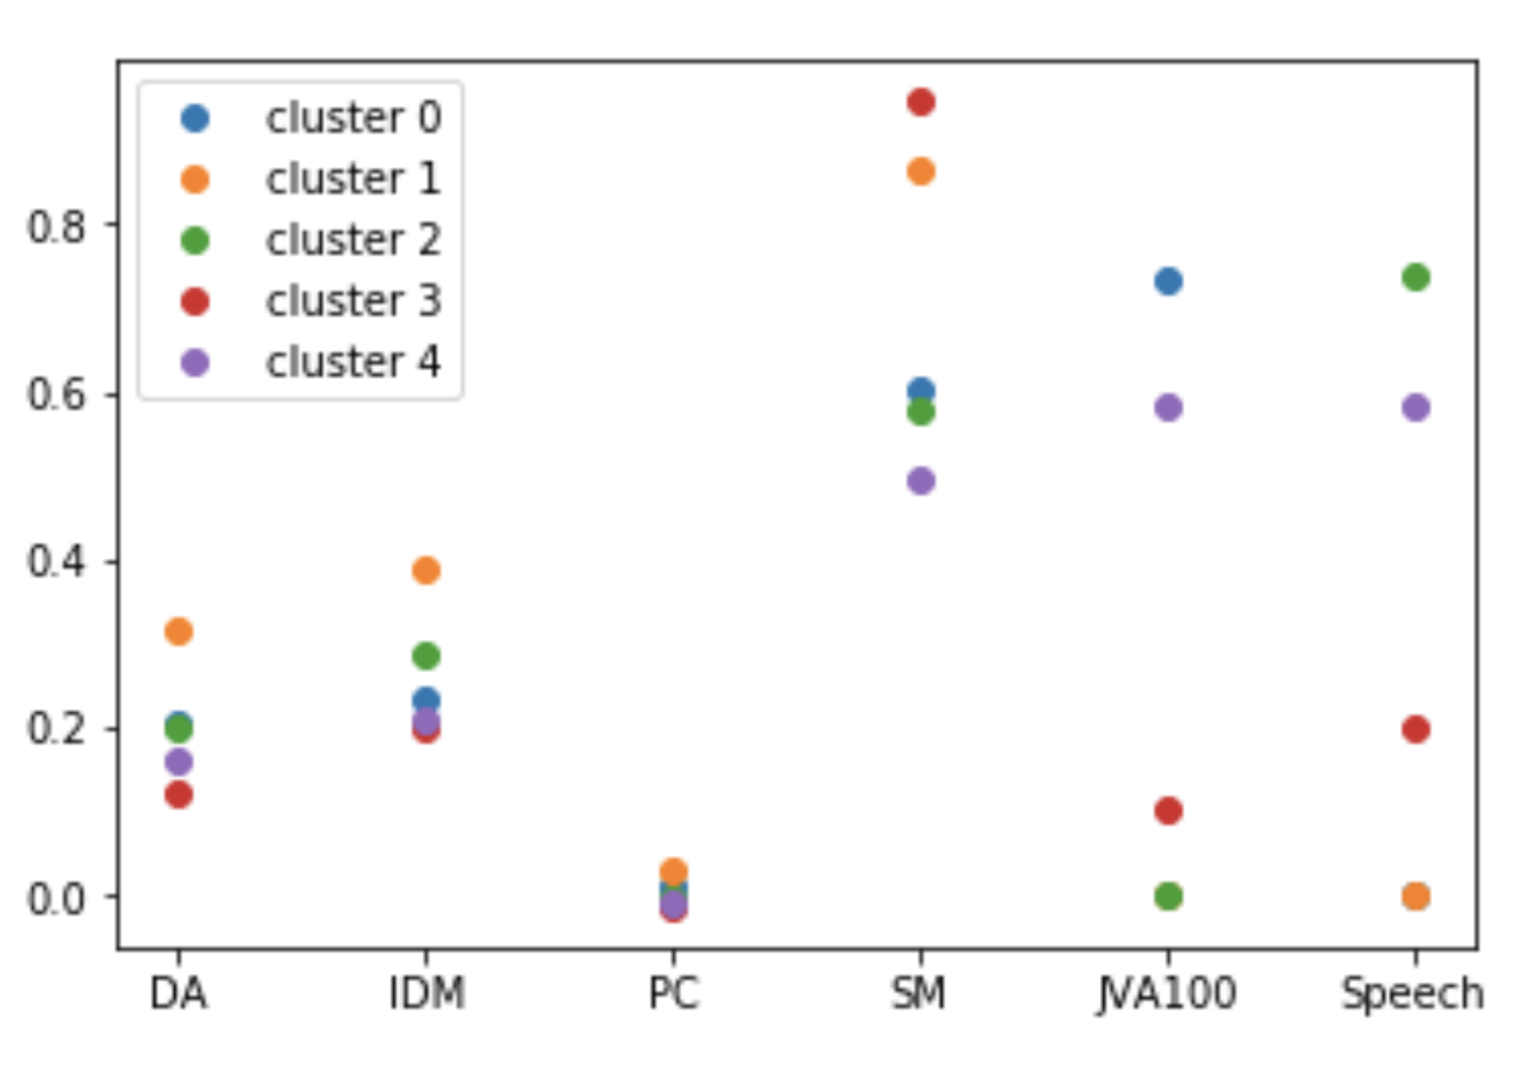 cluster 0
cluster 1
cluster 2
cluster 3
cluster 4
0.8
0.6
0.4
0.2
0.0
DA IDM PC SM JVA100 Speech